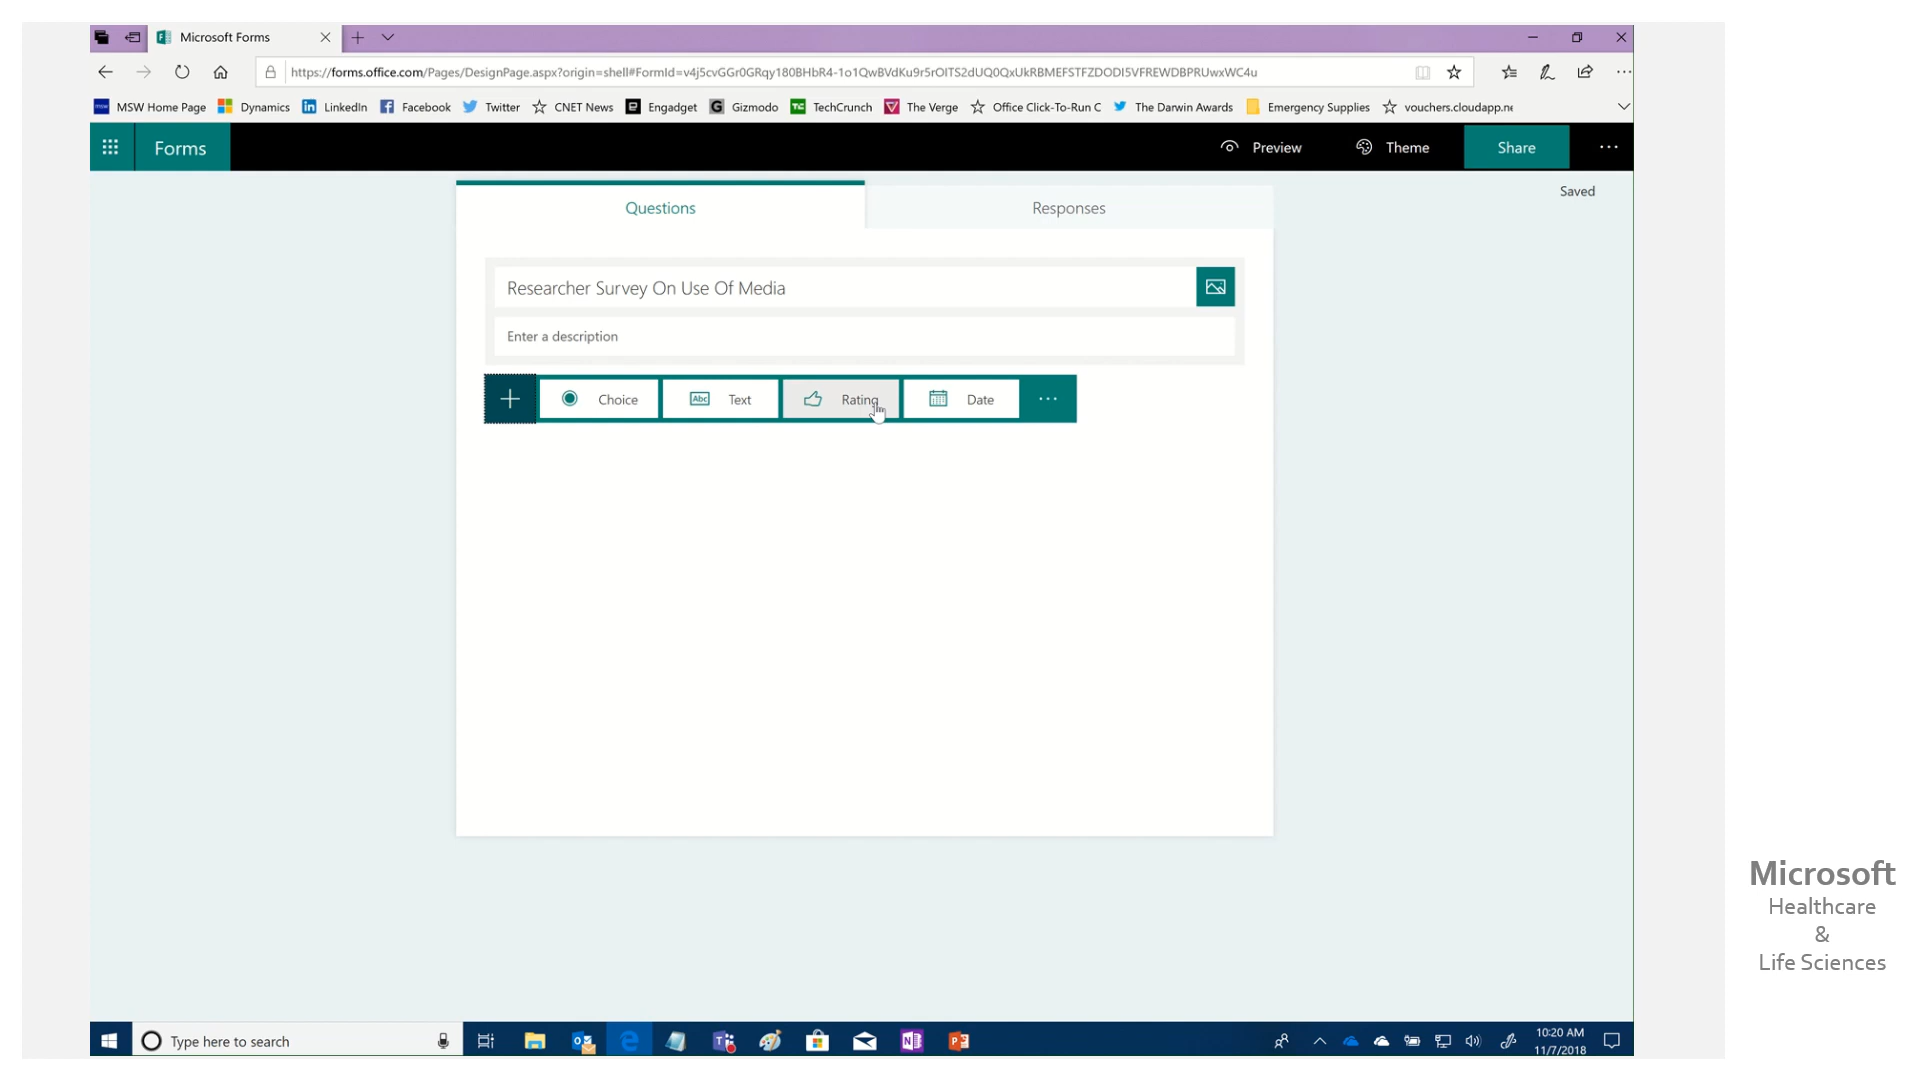 Microsoft Forms
https://forms.office.com/Pages/DesignPage.aspx?origin=shell#FormId=v4j5cvGGr0GRqy180BHbR4-1o1QwBVdKu9r5rOITS2dUQ0QxUkRBMEFSTFZDODI5VFREWDBPRUwxWC4u
MSW Home Page Dynamics LinkedIn Facebook Twitter CNET News Engadget Gizmodo TechCrunch The Verge Office Click-To-Run C The Darwin Awards Emergency Supplies vouchers.cloudapp.ne
Forms Preview Theme Share
Saved
Questions Responses
Researcher Survey On Use Of Media
Enter a description
Choice Abc Text Rating Date
Microsoft
Healthcare
&
Life Sciences
Type here to search
10:20 AM
11/7/2018